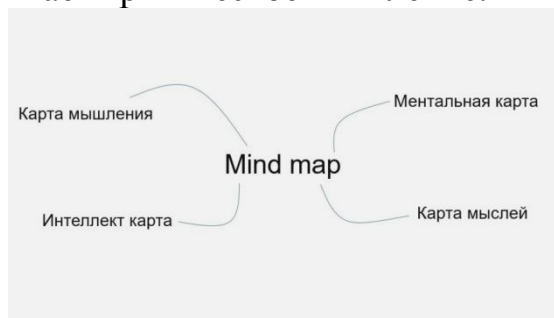 Карта мышления
Ментальная карта
Mind map
Интеллект карта
Карта мыслей